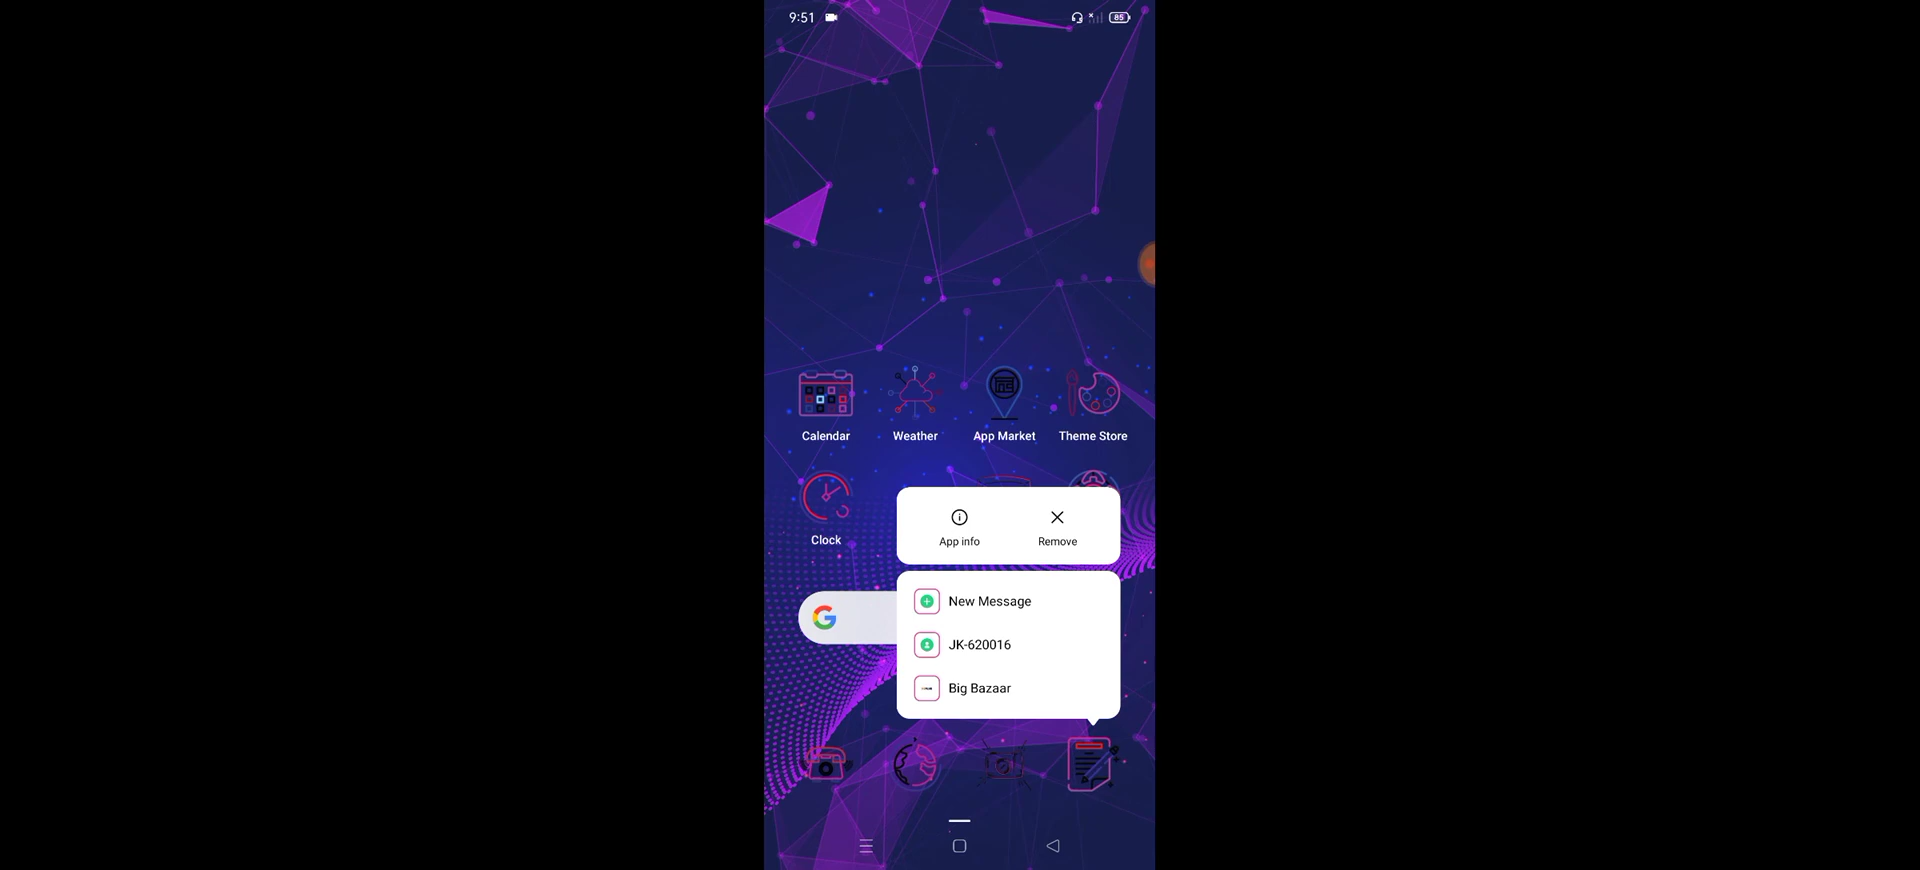 9:51
85
Calendar Weather App Market Theme Store
Clock
App info Remove
New Message
JK-620016
Big Bazaar